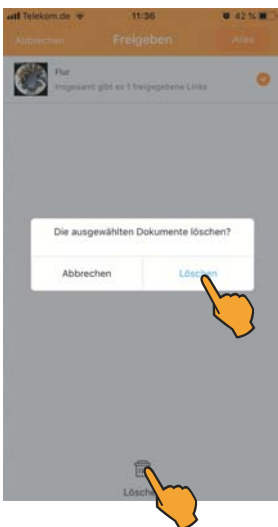 Telekom.de 11:36 42 %
Abbrechen Freigeben Alles
Flur
Insgesamt gibt es 1 freigegebene Links
Die ausgewählten Dokumente löschen?
Abbrechen Löschen
Löschen